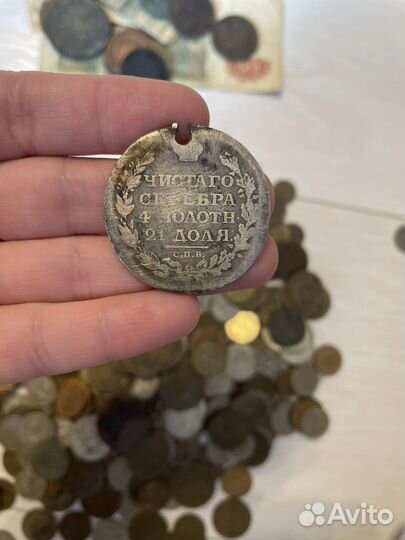 ЧИСТАГО
СЕРЕБРА
4 ЗОЛОТН.
21 ДОЛЯ.
С.П.Б.
Avito